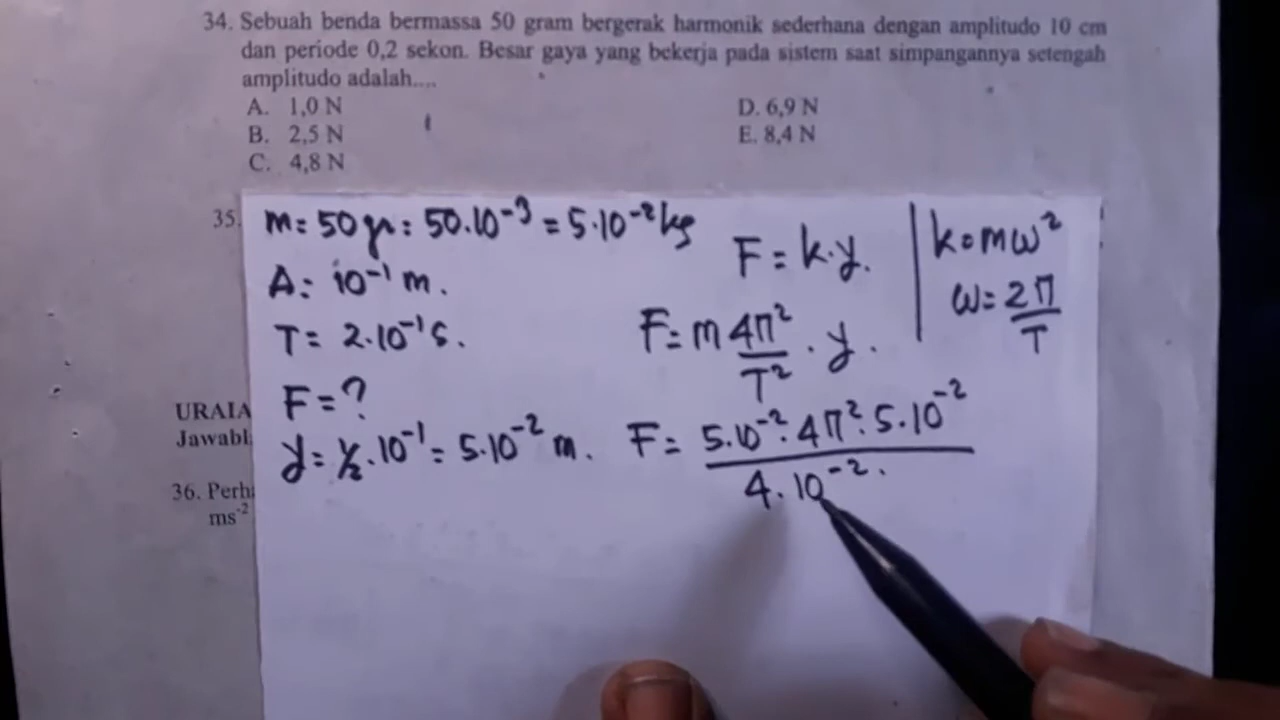 34. Sebuah benda bermassa 50 gram bergerak harmonik sederhana dengan amplitudo 10 cm
dan periode 0,2 sekon. Besar gaya yang bekerja pada sistem saat simpangannya setengah
amplitudo adalah....
A. 1,0 N
B. 2,5 N
C. 4,8 N
D. 6,9 N
E. 8,4 N
35.
m = 50 gr = 50.10⁻³ = 5.10⁻² kg
A = 10⁻¹ m.
T = 2.10⁻¹ s.
F = ?
y = ½.10⁻¹ = 5.10⁻² m.
F = k.y.
F = m 4π²/T² . y.
F = 5.10⁻².4π².5.10⁻² / 4.10⁻².
k = mω²
ω = 2π/T
URAIA
Jawabl
36. Perh
ms⁻²